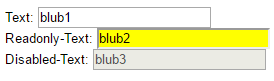 Text: blub1
Readonly-Text: blub2
Disabled-Text: blub3